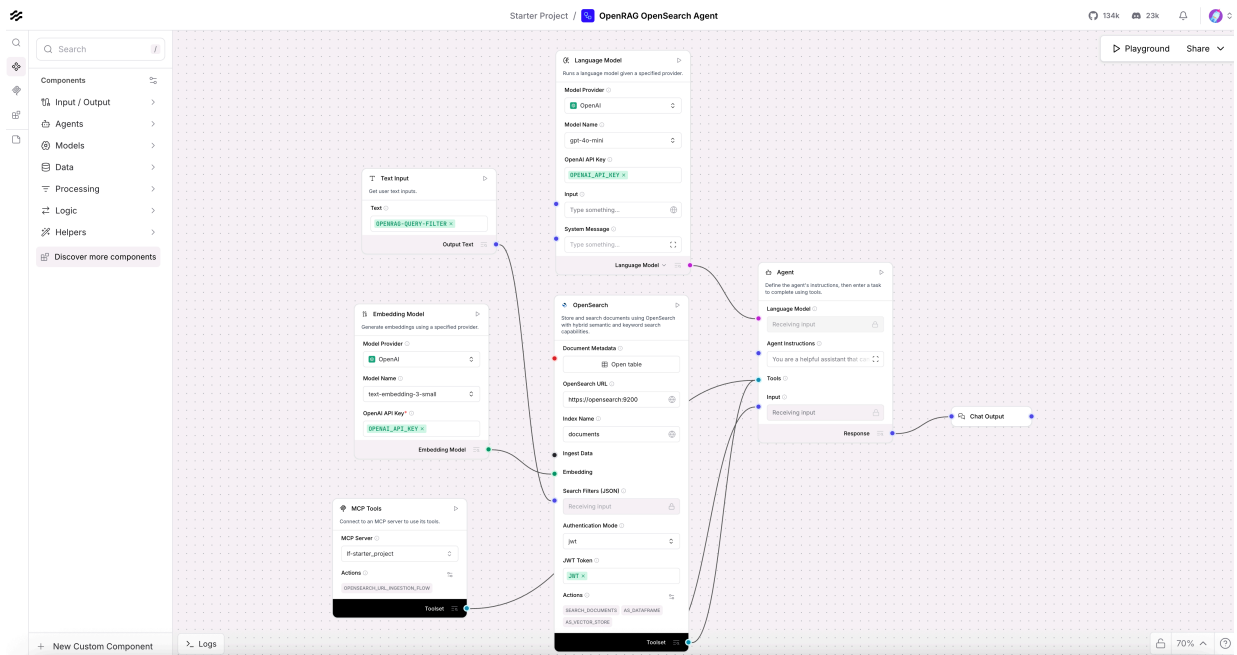 Starter Project / OpenRAG OpenSearch Agent
134k 23k
Playground Share
Search /
Components
Input / Output
Agents
Models
Data
Processing
Logic
Helpers
Discover more components
New Custom Component
Language Model
Runs a language model given a specified provider.
Model Provider
OpenAI
Model Name
gpt-4o-mini
OpenAI API Key
OPENAI_API_KEY ×
Input
Type something...
System Message
Type something...
Language Model
Text Input
Get user text inputs.
Text
OPENRAG-QUERY-FILTER ×
Output Text
Embedding Model
Generate embeddings using a specified provider.
Model Provider
OpenAI
Model Name
text-embedding-3-small
OpenAI API Key*
OPENAI_API_KEY ×
Embedding Model
OpenSearch
Store and search documents using OpenSearch
with hybrid semantic and keyword search
capabilities.
Document Metadata
Open table
OpenSearch URL
https://opensearch:9200
Index Name
documents
Ingest Data
Embedding
Search Filters (JSON)
Receiving input
Authentication Mode
jwt
JWT Token
JWT ×
Actions
SEARCH_DOCUMENTS AS_DATAFRAME
AS_VECTOR_STORE
Toolset
MCP Tools
Connect to an MCP server to use its tools.
MCP Server
lf-starter_project
Actions
OPENSEARCH_URL_INGESTION_FLOW
Toolset
Agent
Define the agent's instructions, then enter a task
to complete using tools.
Language Model
Receiving input
Agent Instructions
You are a helpful assistant that
Tools
Input
Receiving input
Response
Chat Output
>_ Logs
70%